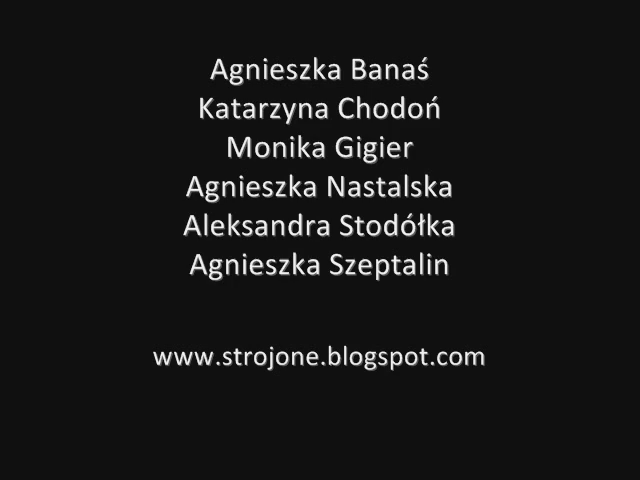 Agnieszka Banaś
Katarzyna Chodoń
Monika Gigier
Agnieszka Nastalska
Aleksandra Stodółka
Agnieszka Szeptalin
www.strojone.blogspot.com